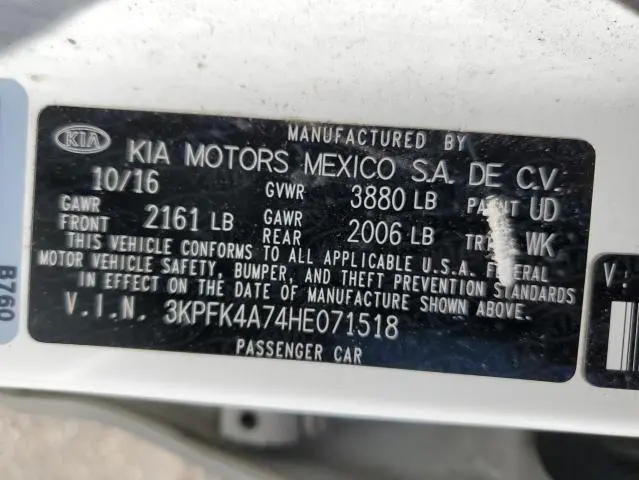 MANUFACTURED BY
KIA KIA MOTORS MEXICO S.A. DE C.V.
10/16 GVWR 3880 LB PAINT UD
GAWR FRONT 2161 LB GAWR REAR 2006 LB TRIM WK
THIS VEHICLE CONFORMS TO ALL APPLICABLE U.S.A. FEDERAL
MOTOR VEHICLE SAFETY, BUMPER, AND THEFT PREVENTION STANDARDS
IN EFFECT ON THE DATE OF MANUFACTURE SHOWN ABOVE.
V.I.N. 3KPFK4A74HE071518
PASSENGER CAR
B760
V: